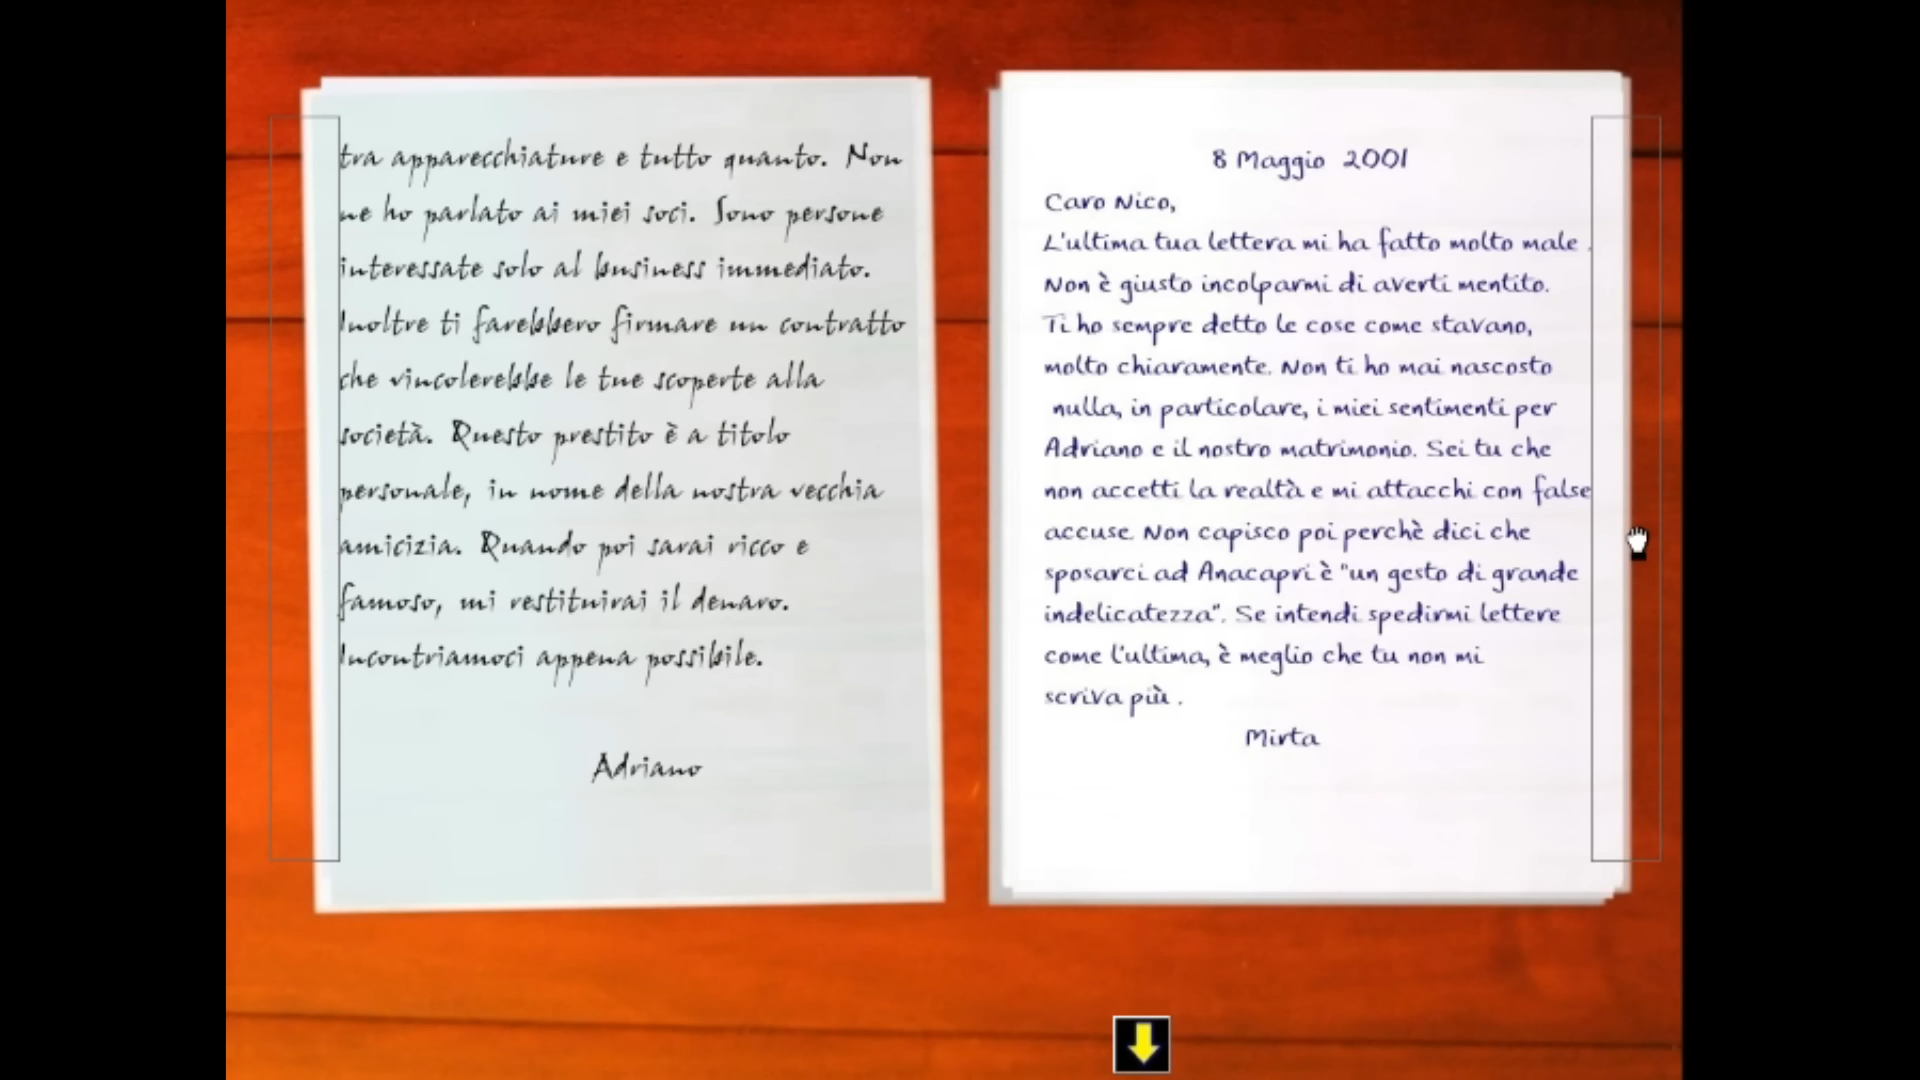 tra apparecchiature e tutto quanto. Non
ne ho parlato ai miei soci. Sono persone
interessate solo al business immediato.
Inoltre ti farebbero firmare un contratto
che vincolerebbe le tue scoperte alla
società. Questo prestito è a titolo
personale, in nome della nostra vecchia
amicizia. Quando poi sarai ricco e
famoso, mi restituirai il denaro.
Incontriamoci appena possibile.
Adriano
8 Maggio 2001
Caro Nico,
L'ultima tua lettera mi ha fatto molto male.
Non è giusto incolparmi di averti mentito.
Ti ho sempre detto le cose come stavano,
molto chiaramente. Non ti ho mai nascosto
nulla, in particolare, i miei sentimenti per
Adriano e il nostro matrimonio. Sei tu che
non accetti la realtà e mi attacchi con false
accuse. Non capisco poi perchè dici che
sposarci ad Anacapri è "un gesto di grande
indelicatezza". Se intendi spedirmi lettere
come l'ultima, è meglio che tu non mi
scriva più.
Mirta